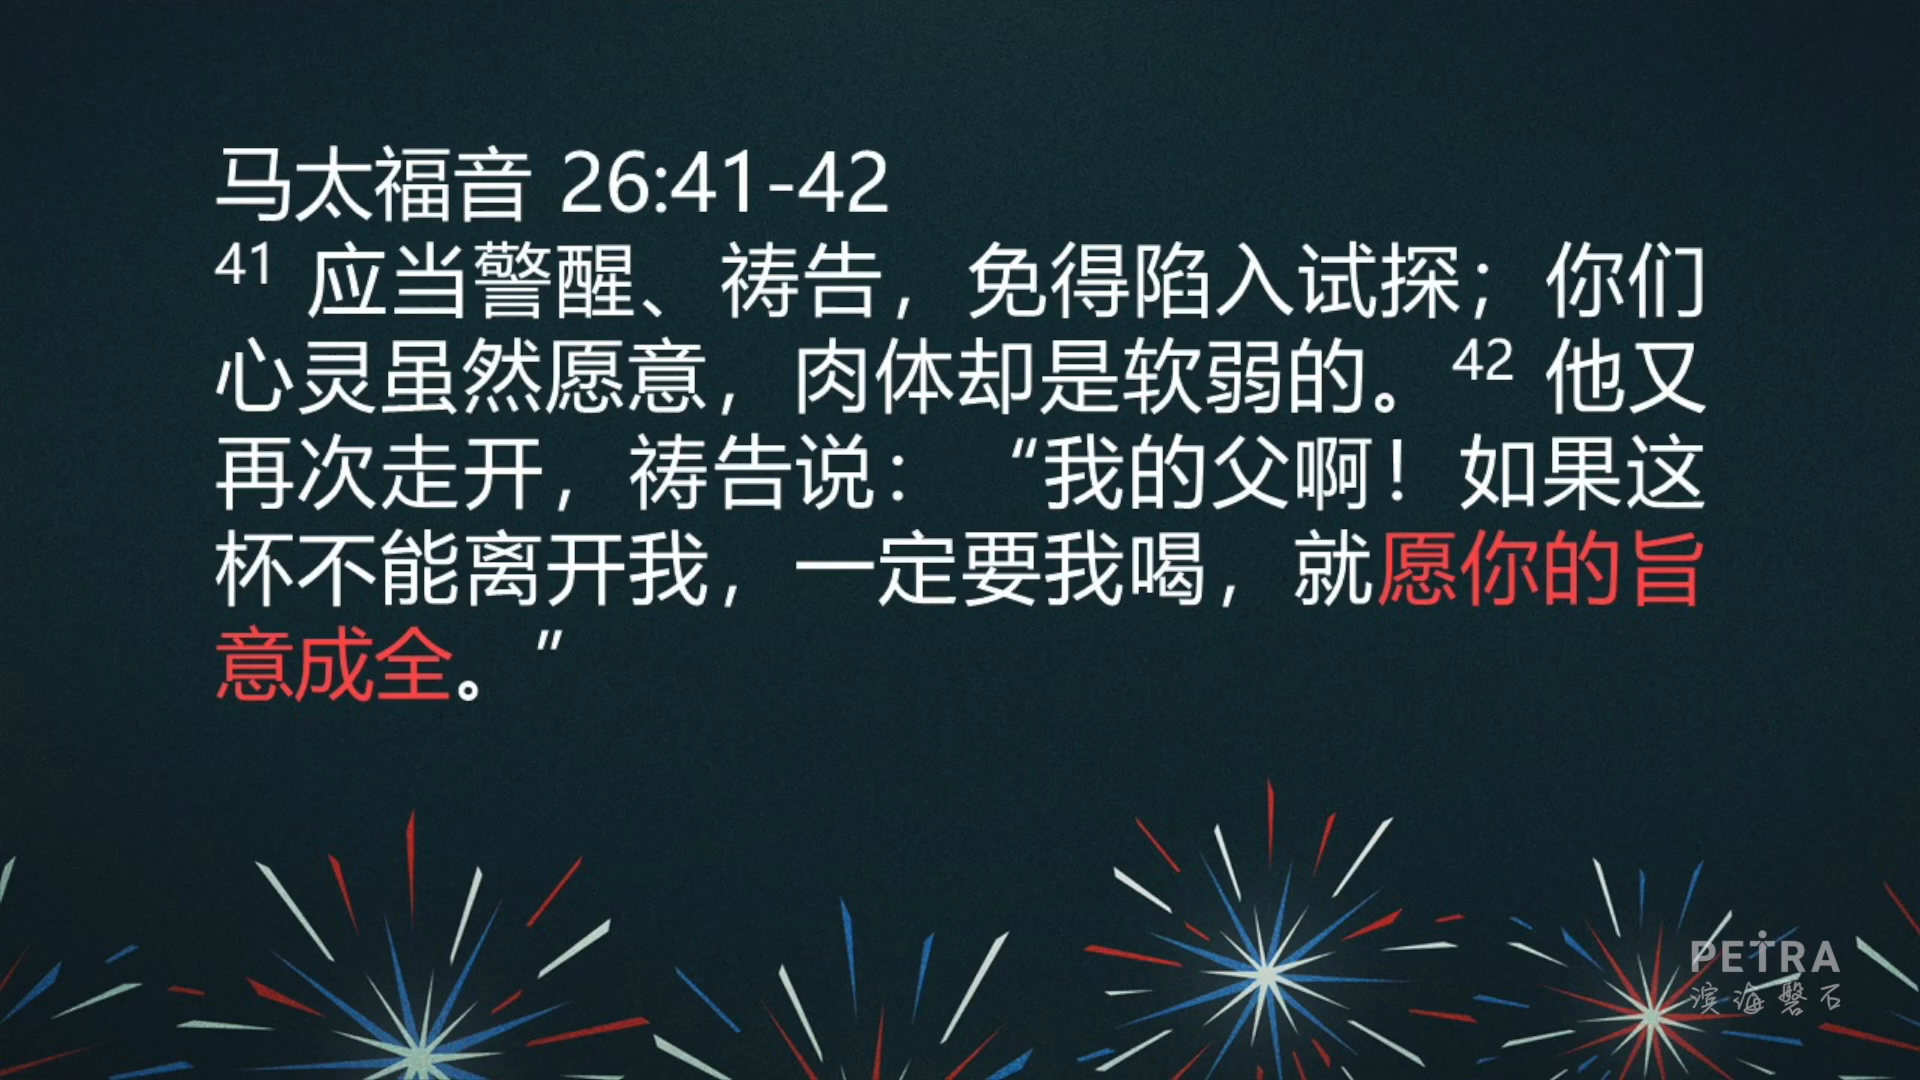 马太福音 26:41-42
41 应当警醒、祷告，免得陷入试探；你们
心灵虽然愿意，肉体却是软弱的。42 他又
再次走开，祷告说：“我的父啊！如果这
杯不能离开我，一定要我喝，就愿你的旨
意成全。”
PETRA
滨海磐石